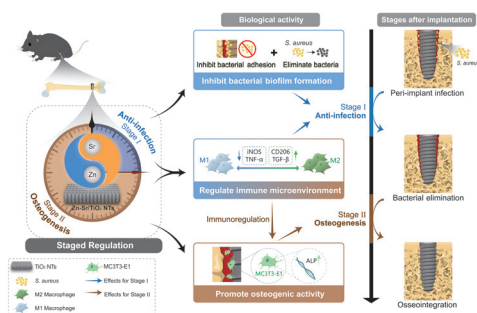 Biological activity
Stages after implantation
S. aureus
Inhibit bacterial adhesion
+
Eliminate bacteria
Inhibit bacterial biofilm formation
S. aureus
Peri-implant infection
Stage I
Anti-infection
Anti-infection
Stage I
Sr
Zn
Zn-Sr/TiO₂ NTs
Stage II
Osteogenesis
Staged Regulation
M1
iNOS
TNF-α
CD206
TGF-β
M2
Regulate immune microenvironment
Bacterial elimination
Immunoregulation
Stage II
Osteogenesis
MC3T3-E1
ALP
Promote osteogenic activity
Osseointegration
TiO₂ NTs
MC3T3-E1
S. aureus
Effects for Stage I
M2 Macrophage
Effects for Stage II
M1 Macrophage